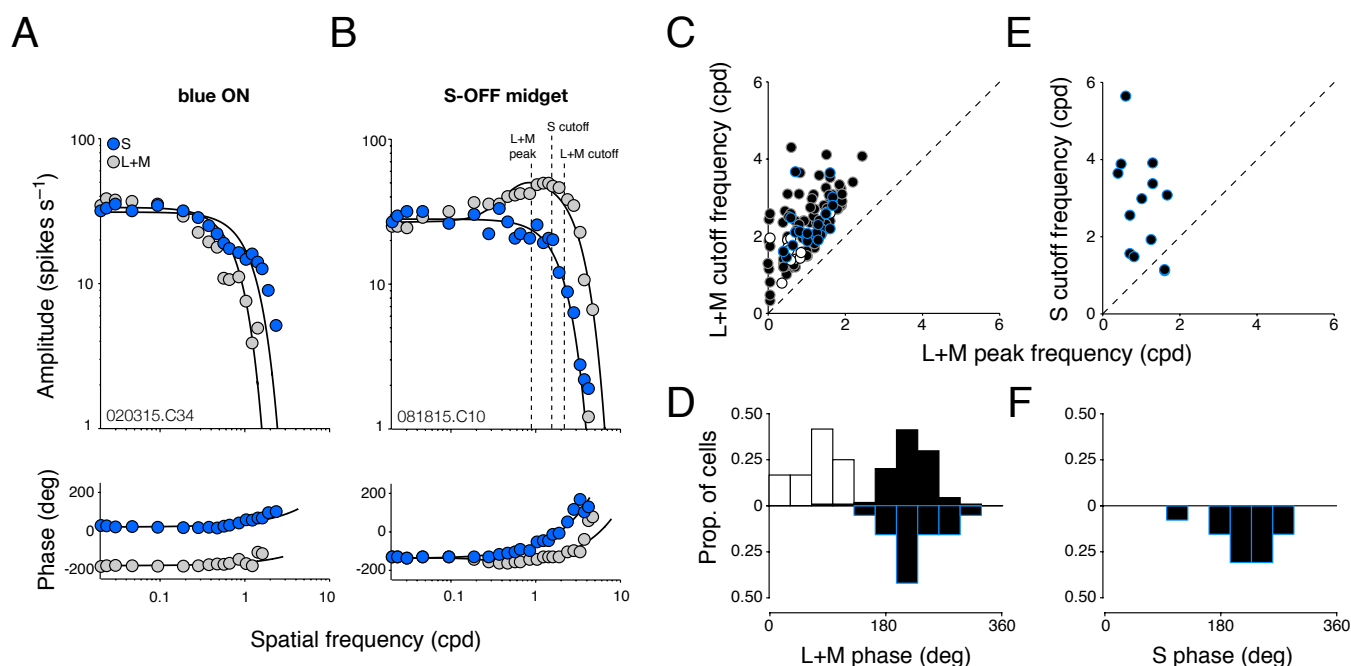 A
B
C
E
blue ON
S-OFF midget
S
L+M
L+M
peak
S cutoff
L+M cutoff
100
10
1
100
10
1
Amplitude (spikes s⁻¹)
020315.C34
081815.C10
200
0
-200
200
0
-200
Phase (deg)
0.1
1
10
0.1
1
10
Spatial frequency (cpd)
6
4
2
0
0
2
4
6
L+M cutoff frequency (cpd)
6
4
2
0
0
2
4
6
S cutoff frequency (cpd)
L+M peak frequency (cpd)
D
F
0.50
0.25
0
0.25
0.50
Prop. of cells
0
180
360
L+M phase (deg)
0.50
0.25
0
0.25
0.50
0
180
360
S phase (deg)